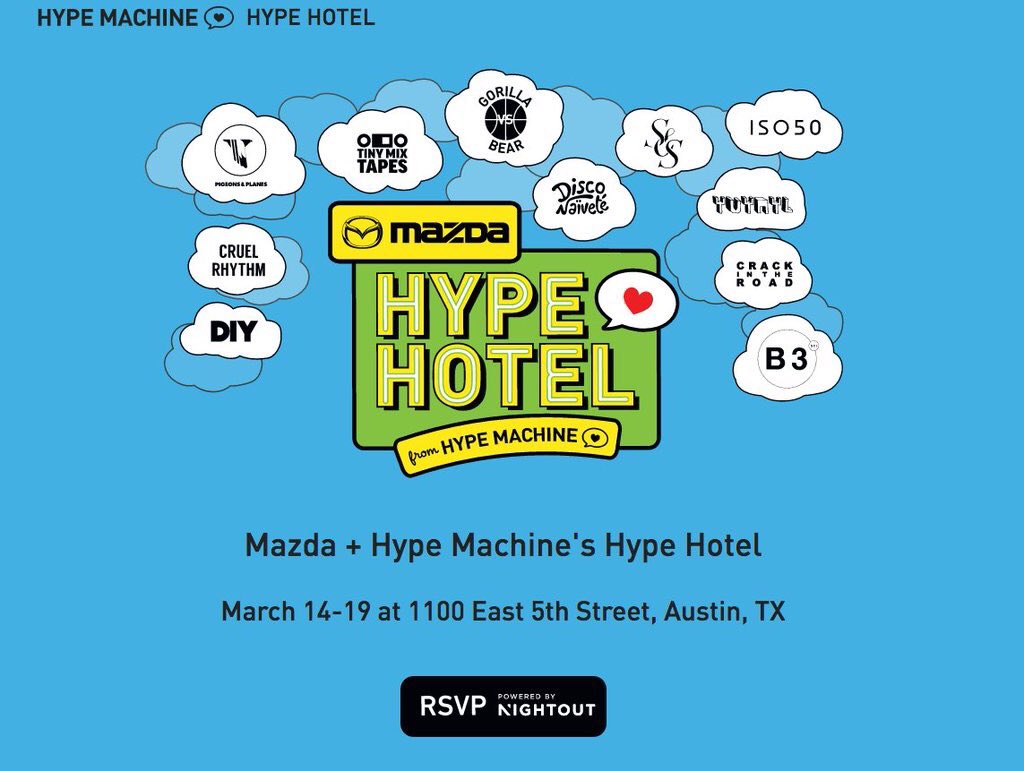 HYPE MACHINE HYPE HOTEL
GORILLA
VS
BEAR
PIGEONS & PLANES
TINY MIX
TAPES
S&S
ISO50
Disco
Naïveté
YOURS TRULY
CRUEL
RHYTHM
CRACK
IN THE
ROAD
DIY
B3
mazda
HYPE
HOTEL
from HYPE MACHINE
Mazda + Hype Machine's Hype Hotel
March 14-19 at 1100 East 5th Street, Austin, TX
RSVP POWERED BY
NIGHTOUT